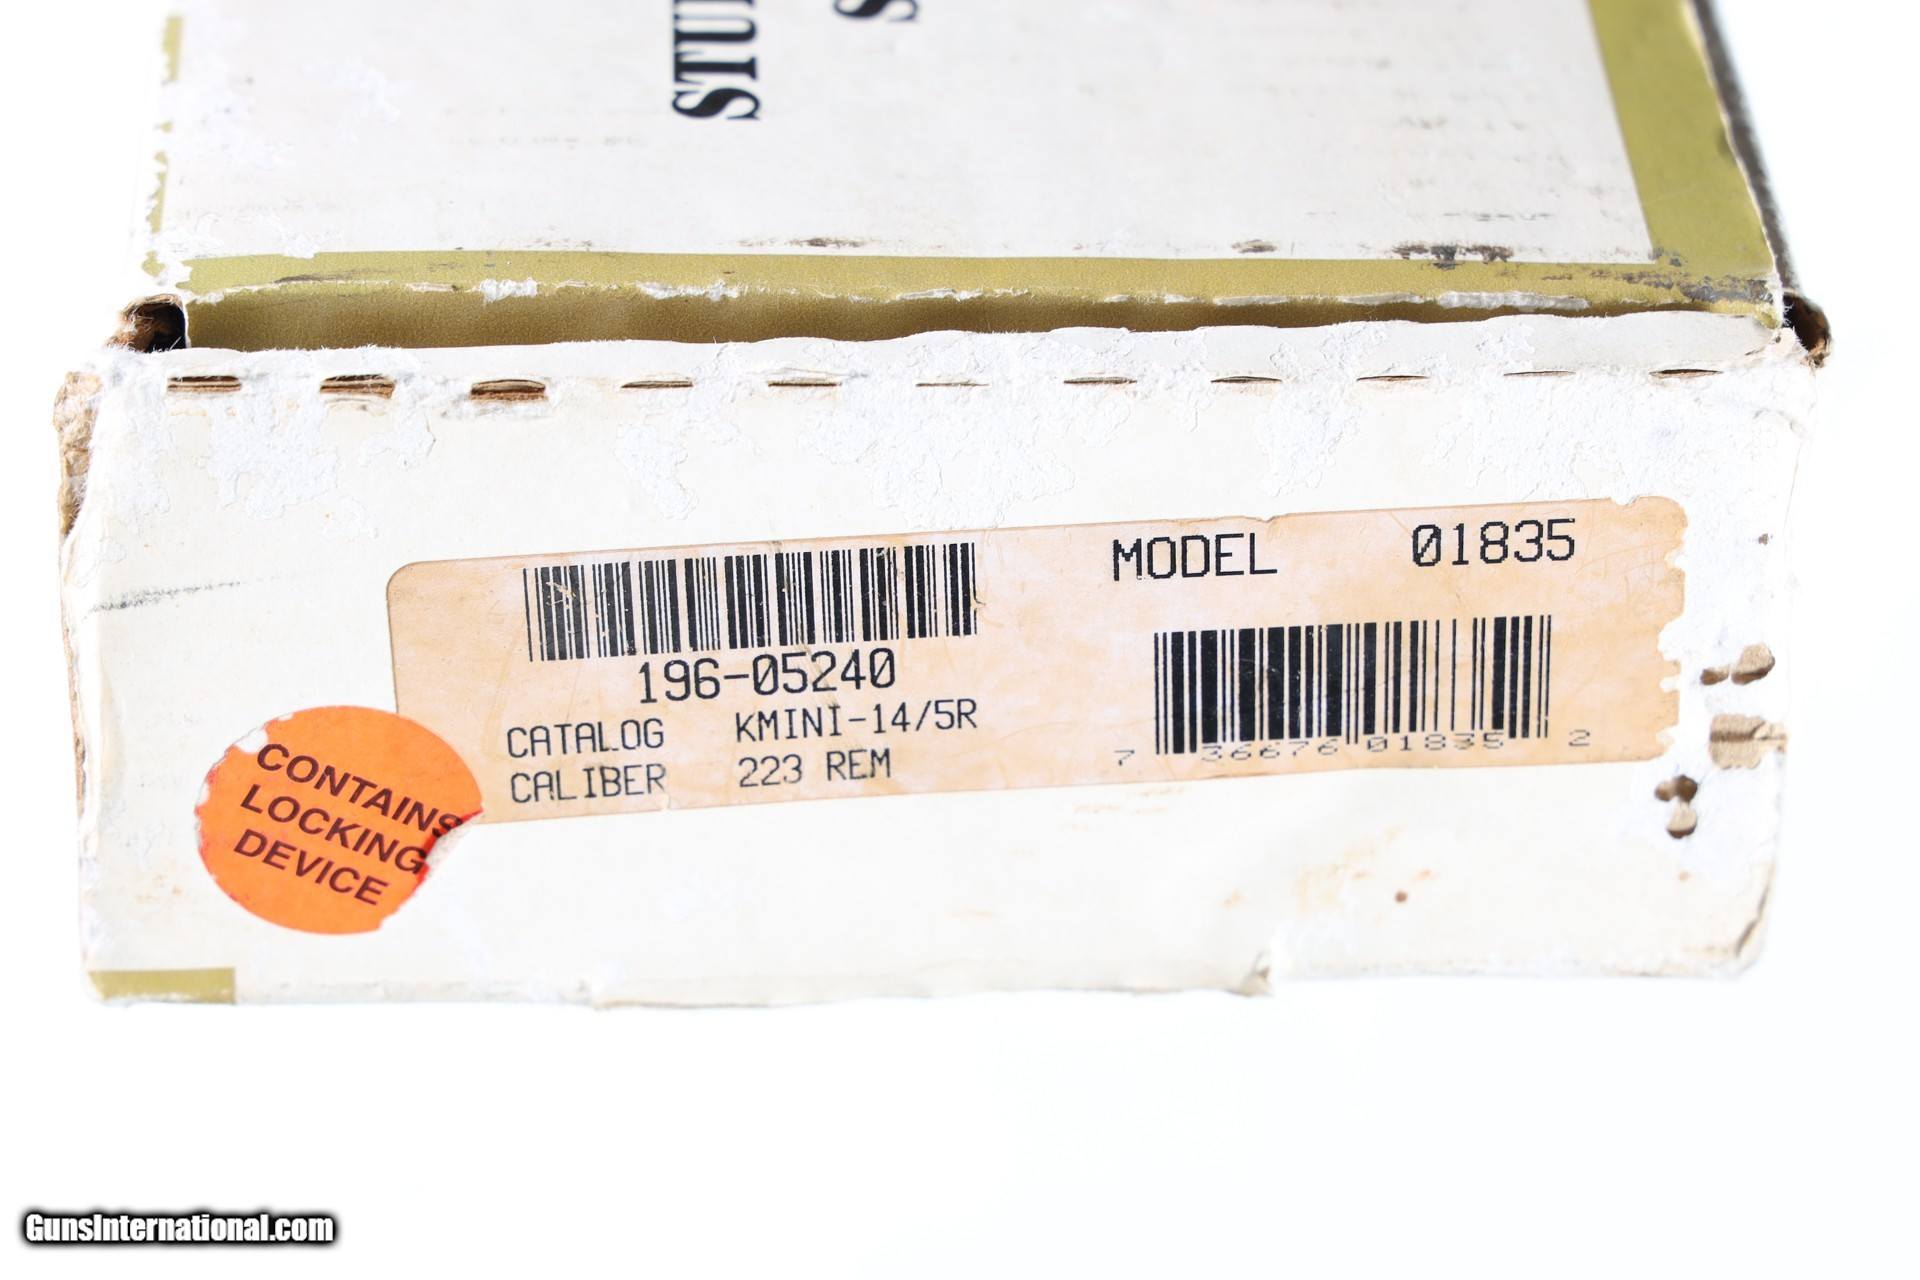 196-05240
CATALOG KMINI-14/5R
CALIBER 223 REM
MODEL 01835
7 36676 01835 2
CONTAINS
LOCKING
DEVICE
GunsInternational.com